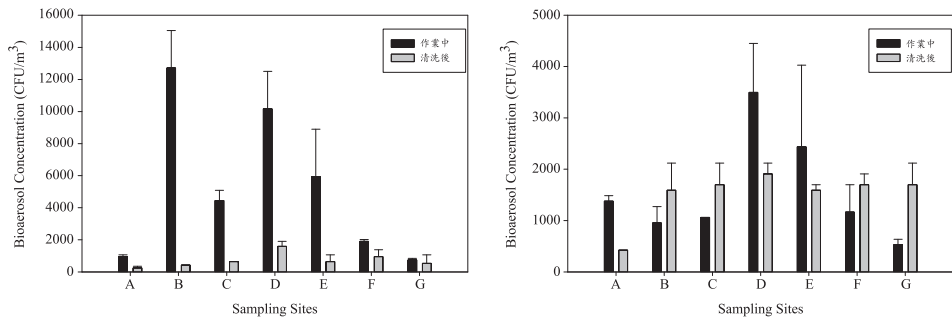 Bioaerosol Concentration (CFU/m³)
16000
14000
12000
10000
8000
6000
4000
2000
0
作業中
清洗後
A B C D E F G
Sampling Sites
Bioaerosol Concentration (CFU/m³)
5000
4000
3000
2000
1000
0
作業中
清洗後
A B C D E F G
Sampling Sites